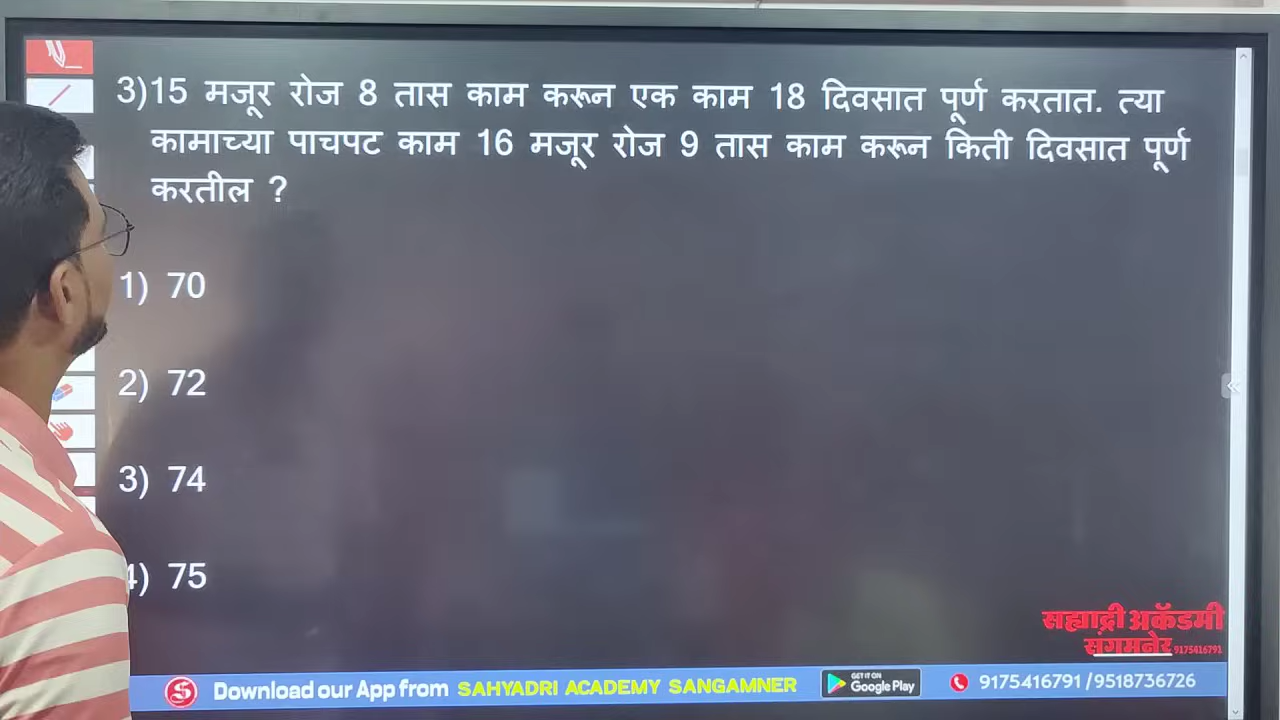 3)15 मजूर रोज 8 तास काम करून एक काम 18 दिवसात पूर्ण करतात. त्या
कामाच्या पाचपट काम 16 मजूर रोज 9 तास काम करून किती दिवसात पूर्ण
करतील ?
1) 70
2) 72
3) 74
4) 75
सह्याद्री अकॅडमी
संगमनेर 9175416791
S Download our App from SAHYADRI ACADEMY SANGAMNER GET IT ON Google Play 9175416791 /9518736726